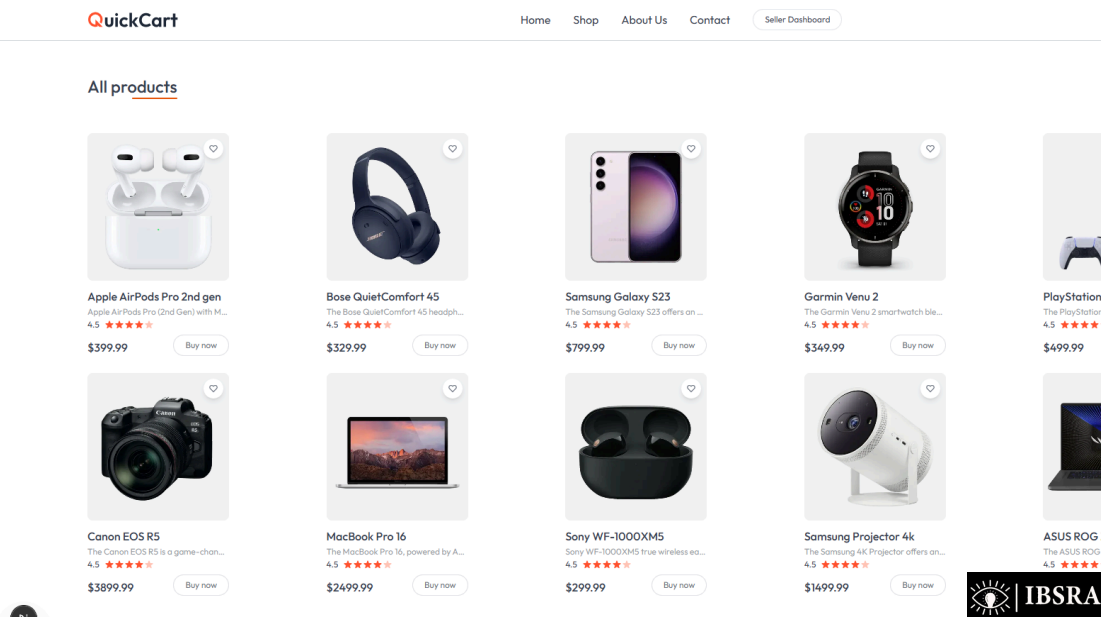 QuickCart
Home Shop About Us Contact Seller Dashboard
All products
Apple AirPods Pro 2nd gen
Apple AirPods Pro (2nd Gen) with M...
4.5
$399.99 Buy now
Bose QuietComfort 45
The Bose QuietComfort 45 headph...
4.5
$329.99 Buy now
Samsung Galaxy S23
The Samsung Galaxy S23 offers an ...
4.5
$799.99 Buy now
GARMIN
10
10
Garmin Venu 2
The Garmin Venu 2 smartwatch ble...
4.5
$349.99 Buy now
PlayStation
The PlayStation
4.5
$499.99
Canon
EOS
R5
Canon EOS R5
The Canon EOS R5 is a game-chan...
4.5
$3899.99 Buy now
MacBook Pro 16
The MacBook Pro 16, powered by A...
4.5
$2499.99 Buy now
Sony WF-1000XM5
Sony WF-1000XM5 true wireless ea...
4.5
$299.99 Buy now
Samsung Projector 4k
The Samsung 4K Projector offers an...
4.5
$1499.99 Buy now
ASUS ROG
The ASUS ROG
4.5
IBSRA